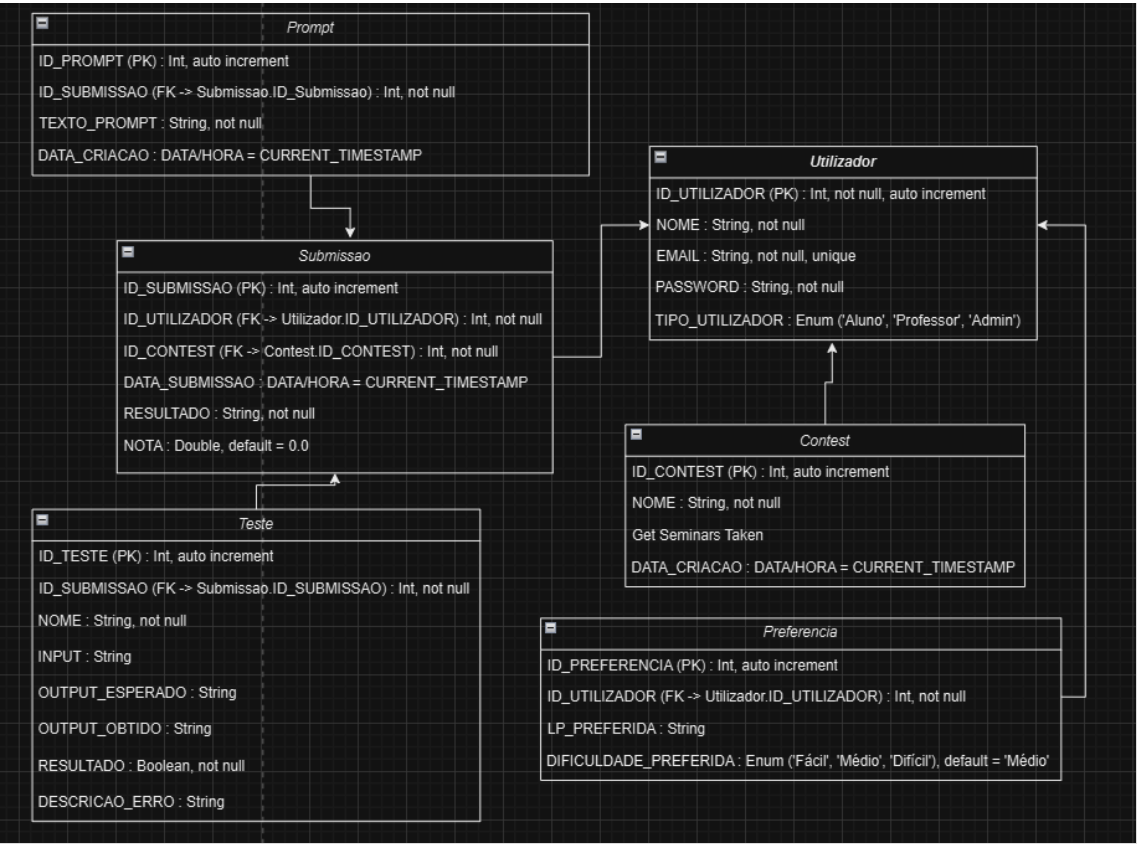 Prompt
ID_PROMPT (PK) : Int, auto increment
ID_SUBMISSAO (FK -> Submissao.ID_Submissao) : Int, not null
TEXTO_PROMPT : String, not null
DATA_CRIACAO : DATA/HORA = CURRENT_TIMESTAMP
Utilizador
ID_UTILIZADOR (PK) : Int, not null, auto increment
NOME : String, not null
EMAIL : String, not null, unique
PASSWORD : String, not null
TIPO_UTILIZADOR : Enum ('Aluno', 'Professor', 'Admin')
Submissao
ID_SUBMISSAO (PK) : Int, auto increment
ID_UTILIZADOR (FK -> Utilizador.ID_UTILIZADOR) : Int, not null
ID_CONTEST (FK -> Contest.ID_CONTEST) : Int, not null
DATA_SUBMISSAO : DATA/HORA = CURRENT_TIMESTAMP
RESULTADO : String, not null
NOTA : Double, default = 0.0
Contest
ID_CONTEST (PK) : Int, auto increment
NOME : String, not null
Get Seminars Taken
DATA_CRIACAO : DATA/HORA = CURRENT_TIMESTAMP
Teste
ID_TESTE (PK) : Int, auto increment
ID_SUBMISSAO (FK -> Submissao.ID_SUBMISSAO) : Int, not null
NOME : String, not null
INPUT : String
OUTPUT_ESPERADO : String
OUTPUT_OBTIDO : String
RESULTADO : Boolean, not null
DESCRICAO_ERRO : String
Preferencia
ID_PREFERENCIA (PK) : Int, auto increment
ID_UTILIZADOR (FK -> Utilizador.ID_UTILIZADOR) : Int, not null
LP_PREFERIDA : String
DIFICULDADE_PREFERIDA : Enum ('Fácil', 'Médio', 'Difícil'), default = 'Médio'